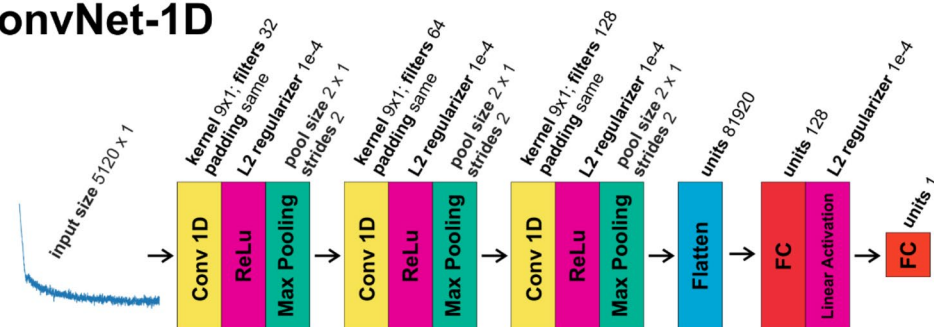 onvNet-1D
input size 5120 x 1
kernel 9x1; filters 32
padding same
L2 regularizer 1e-4
pool size 2 x 1
strides 2
Conv 1D
ReLu
Max Pooling
kernel 9x1; filters 64
padding same
L2 regularizer 1e-4
pool size 2 x 1
strides 2
Conv 1D
ReLu
Max Pooling
kernel 9x1; filters 128
padding same
L2 regularizer 1e-4
pool size 2 x 1
strides 2
Conv 1D
ReLu
Max Pooling
units 81920
Flatten
units 128
L2 regularizer 1e-4
FC
Linear Activation
units 1
FC